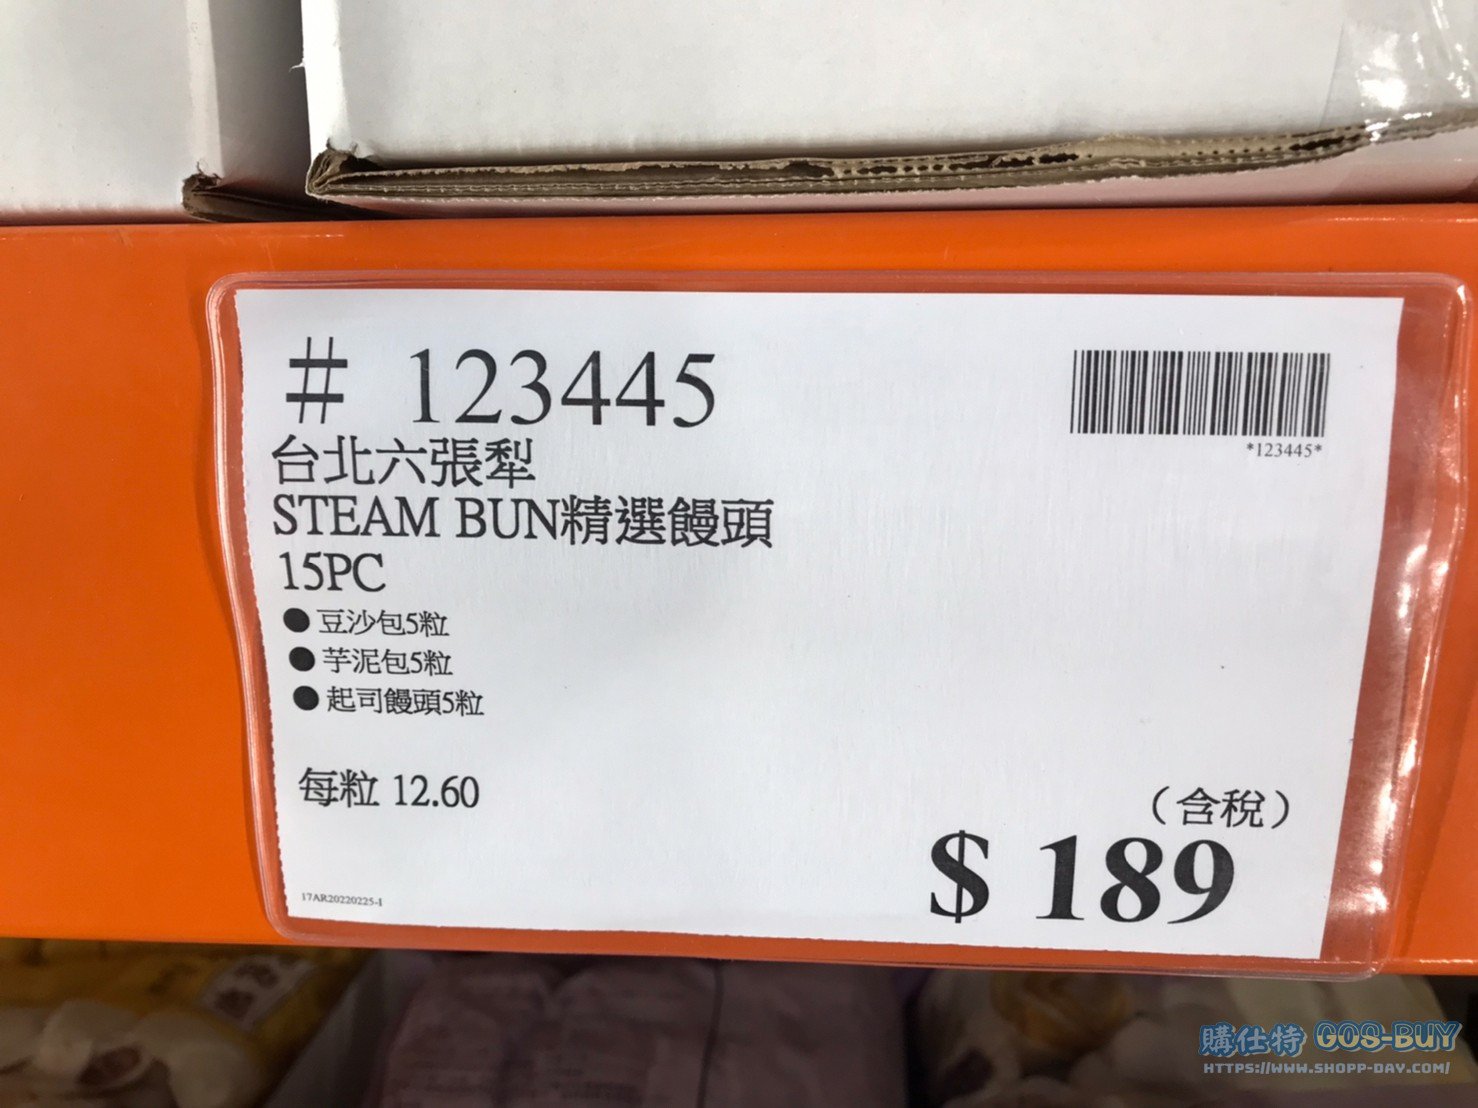 # 123445
*123445*
台北六張犁
STEAM BUN精選饅頭
15PC
●豆沙包5粒
●芋泥包5粒
●起司饅頭5粒
每粒 12.60
（含稅）
$ 189
17AR20220225-1
購仕特 GOS-BUY
HTTPS://WWW.SHOPP-DAY.COM/